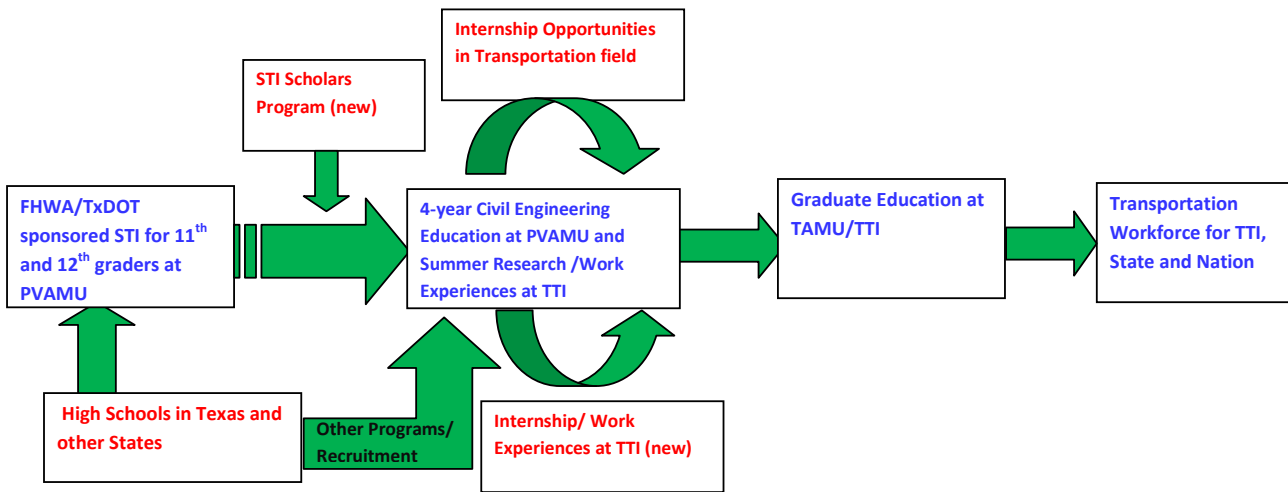 Internship Opportunities
in Transportation field
STI Scholars
Program (new)
FHWA/TxDOT
sponsored STI for 11th
and 12th graders at
PVAMU
4-year Civil Engineering
Education at PVAMU and
Summer Research /Work
Experiences at TTI
Graduate Education at
TAMU/TTI
Transportation
Workforce for TTI,
State and Nation
High Schools in Texas and
other States
Other Programs/
Recruitment
Internship/ Work
Experiences at TTI (new)